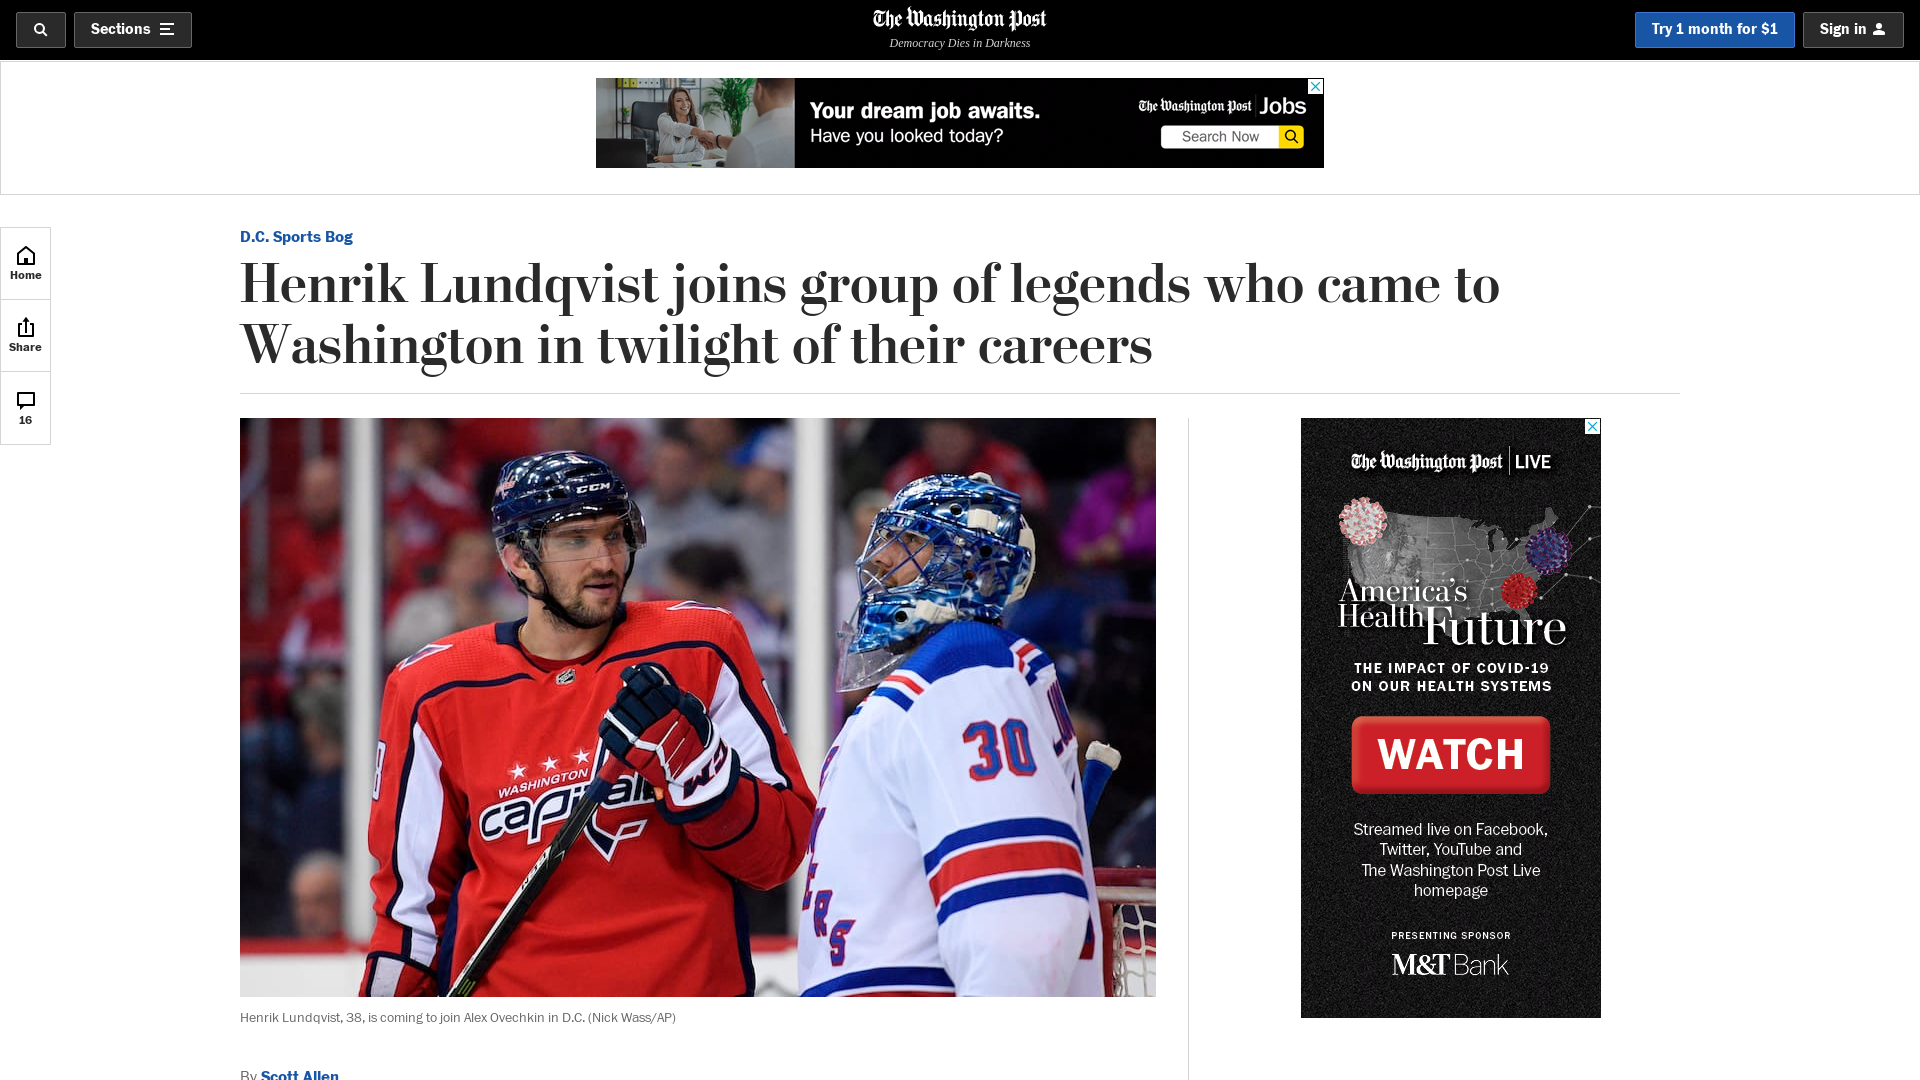 Sections
The Washington Post
Democracy Dies in Darkness
Try 1 month for $1
Sign in
Your dream job awaits.
Have you looked today?
The Washington Post Jobs
Search Now
Home
Share
16
D.C. Sports Bog
Henrik Lundqvist joins group of legends who came to
Washington in twilight of their careers
CCM
WASHINGTON
capitals
CCM
30
Henrik Lundqvist, 38, is coming to join Alex Ovechkin in D.C. (Nick Wass/AP)
By Scott Allen
The Washington Post LIVE
America's
Health
Future
THE IMPACT OF COVID-19
ON OUR HEALTH SYSTEMS
WATCH
Streamed live on Facebook,
Twitter, YouTube and
The Washington Post Live
homepage
PRESENTING SPONSOR
M&T Bank